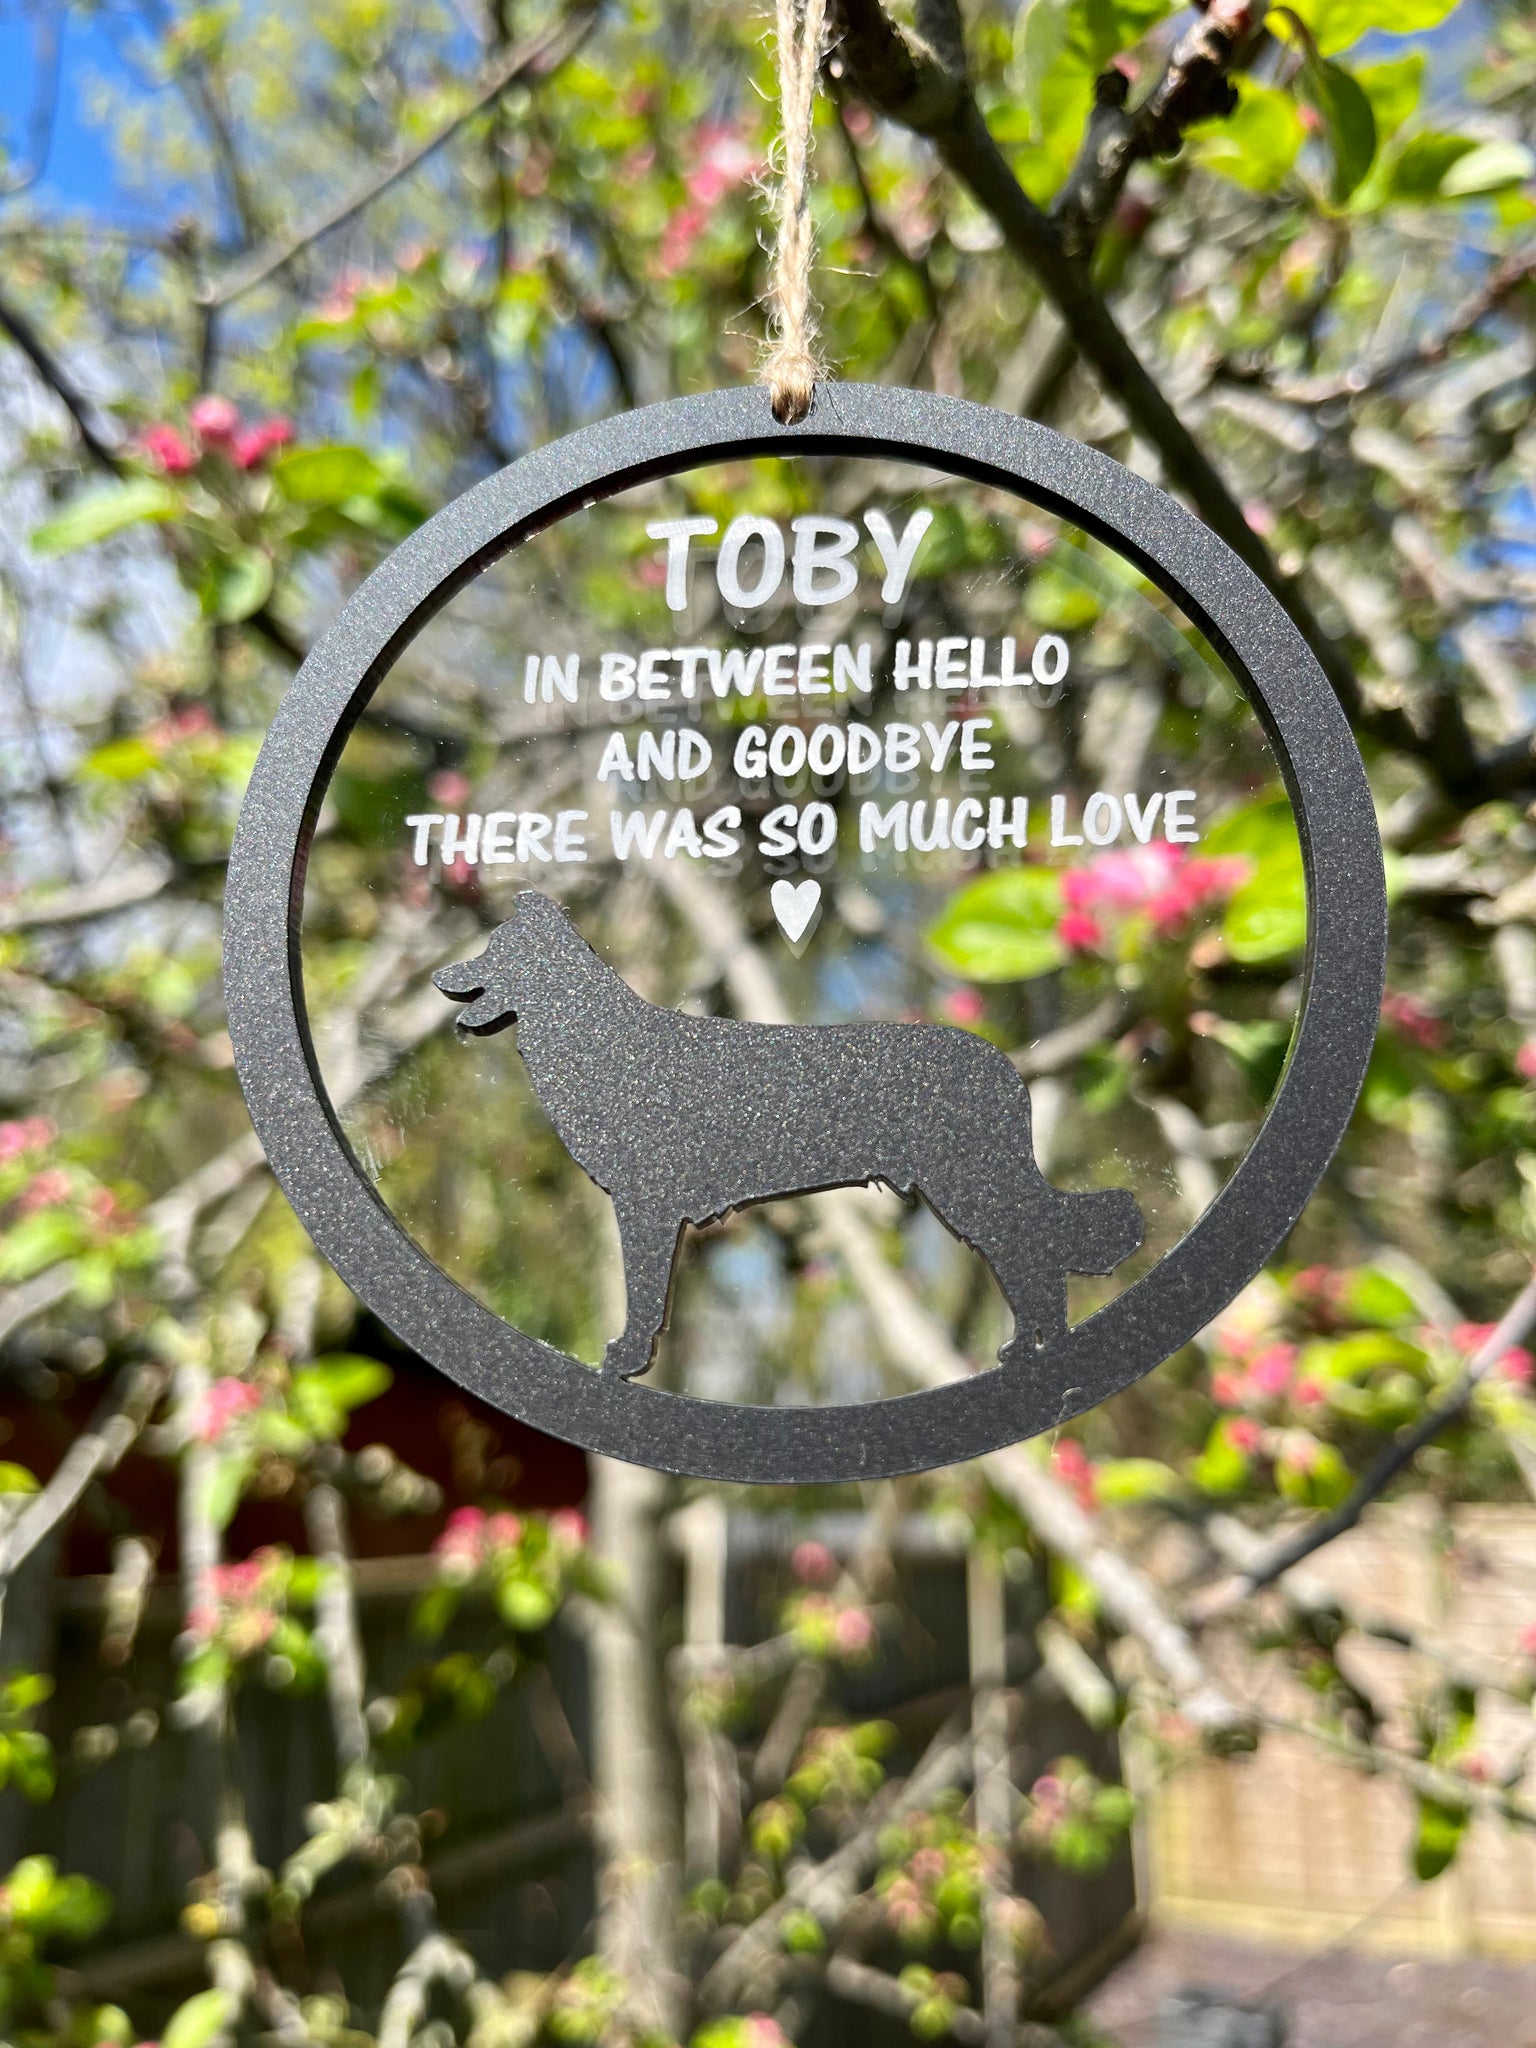 TOBY
IN BETWEEN HELLO
AND GOODBYE
THERE WAS SO MUCH LOVE